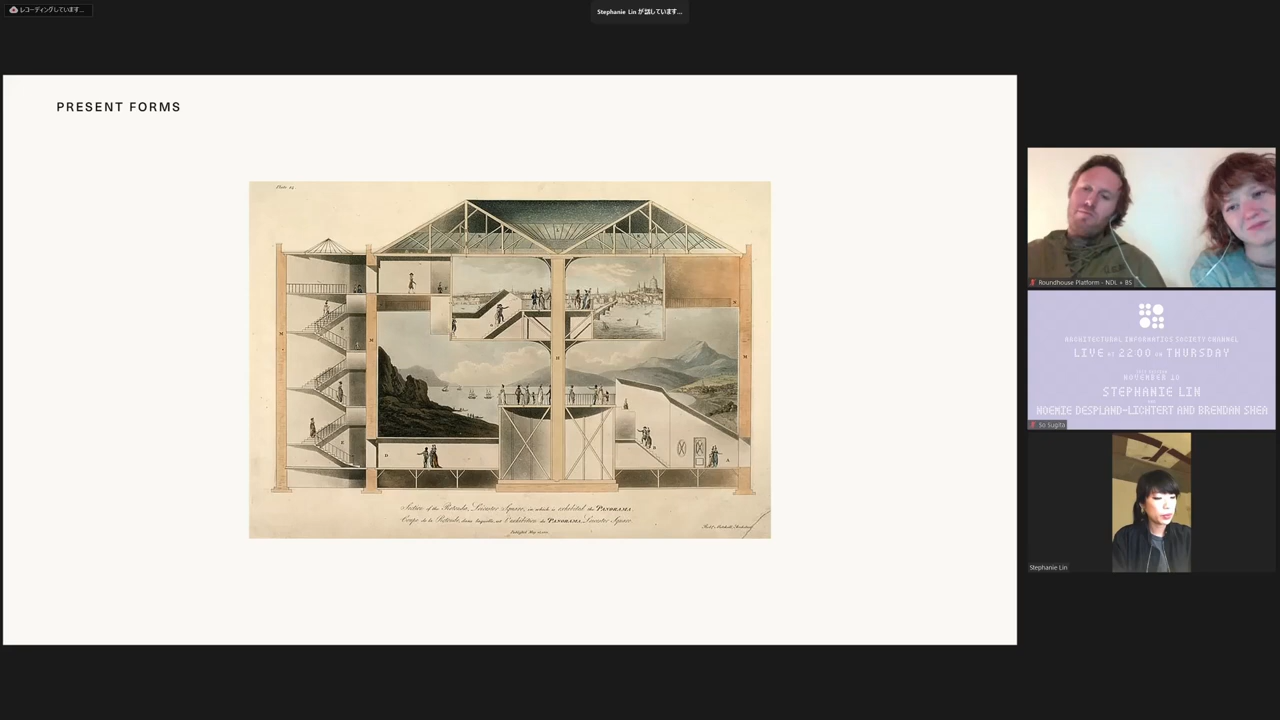 レコーディングしています...
Stephanie Lin が話しています...
PRESENT FORMS
Plate 14
Section of the Rotunda, Leicester Square, in which is exhibited the PANORAMA.
Coupe de la Rotonde, dans laquelle est l'exhibition du PANORAMA, Leicester Square.
Roundhouse Platform - NDL + BS
ARCHITECTURAL INFORMATICS SOCIETY CHANNEL
LIVE AT 22:00 ON THURSDAY
NOVEMBER 10
STEPHANIE LIN
NOEMIE DESPLAND-LICHTERT AND BRENDAN SHEA
So Sugita
Stephanie Lin